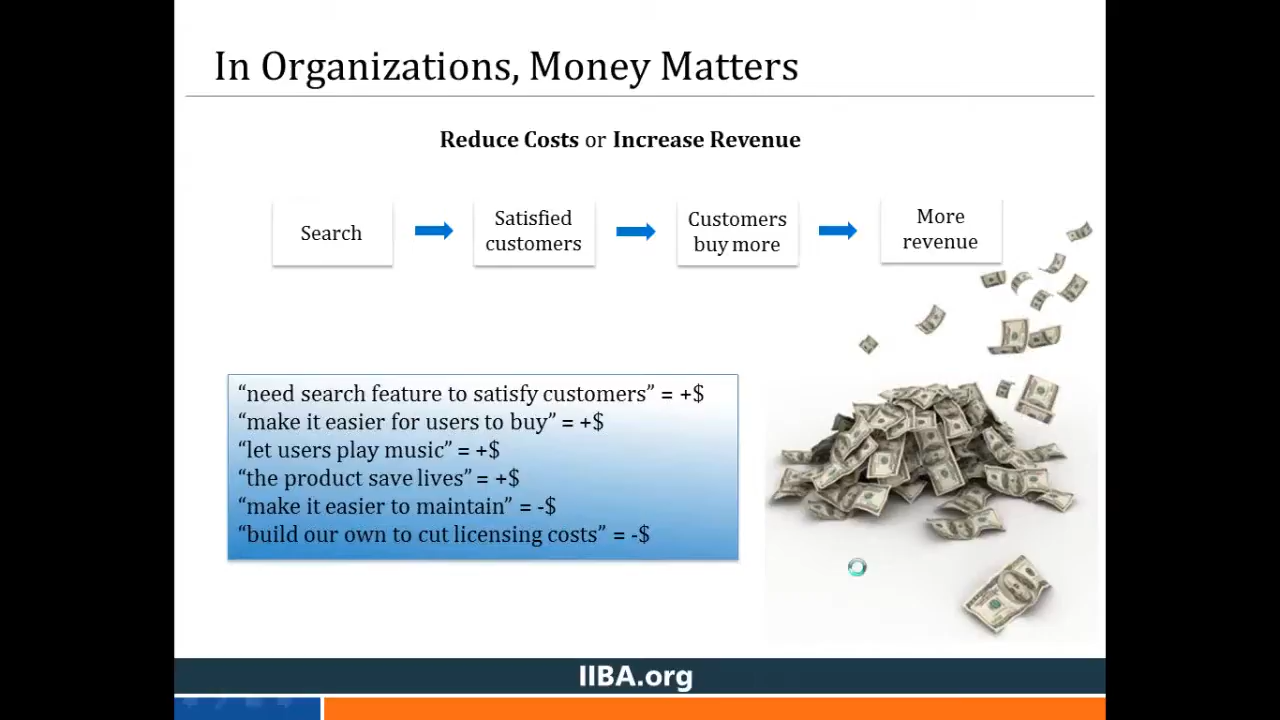 In Organizations, Money Matters
Reduce Costs or Increase Revenue
Search
Satisfied
customers
Customers
buy more
More
revenue
“need search feature to satisfy customers” = +$
“make it easier for users to buy” = +$
“let users play music” = +$
“the product save lives” = +$
“make it easier to maintain” = -$
“build our own to cut licensing costs” = -$
IIBA.org